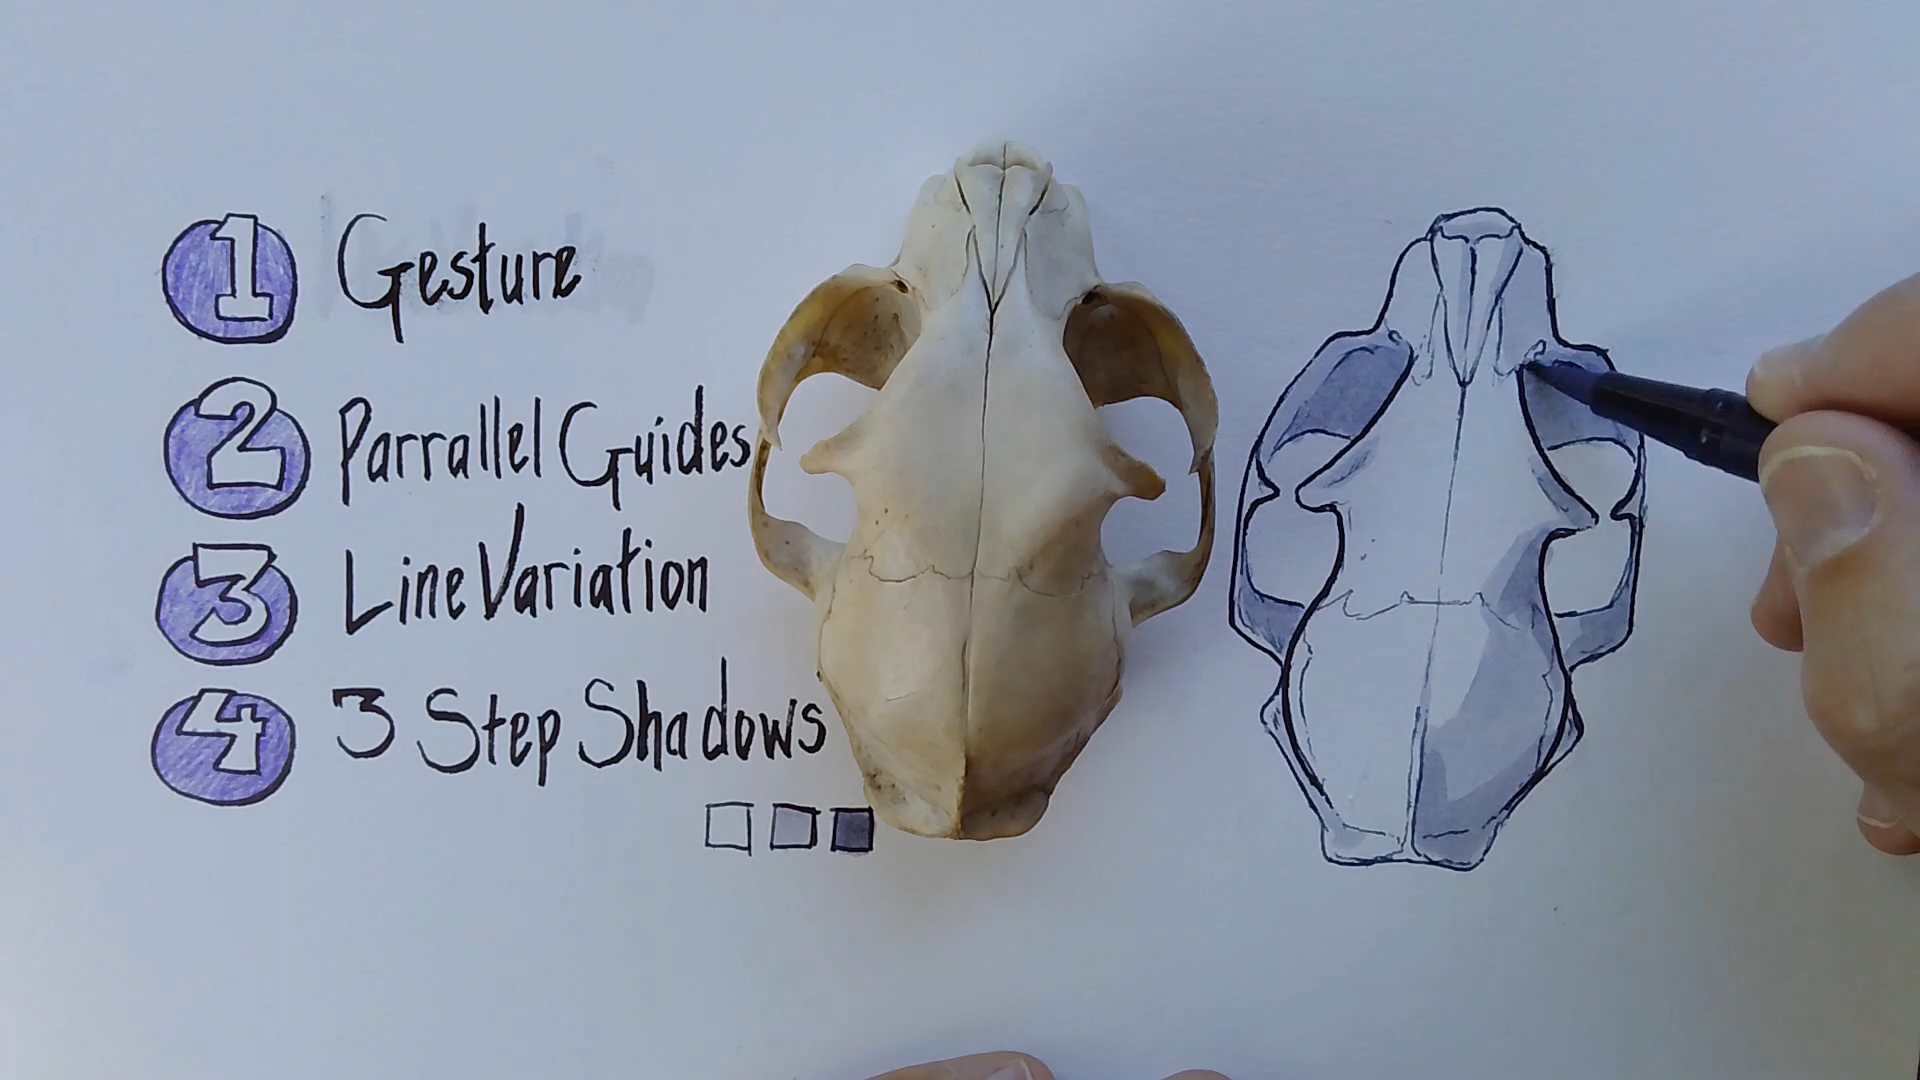 1 Gesture
2 Parrallel Guides
3 Line Variation
4 3 Step Shadows